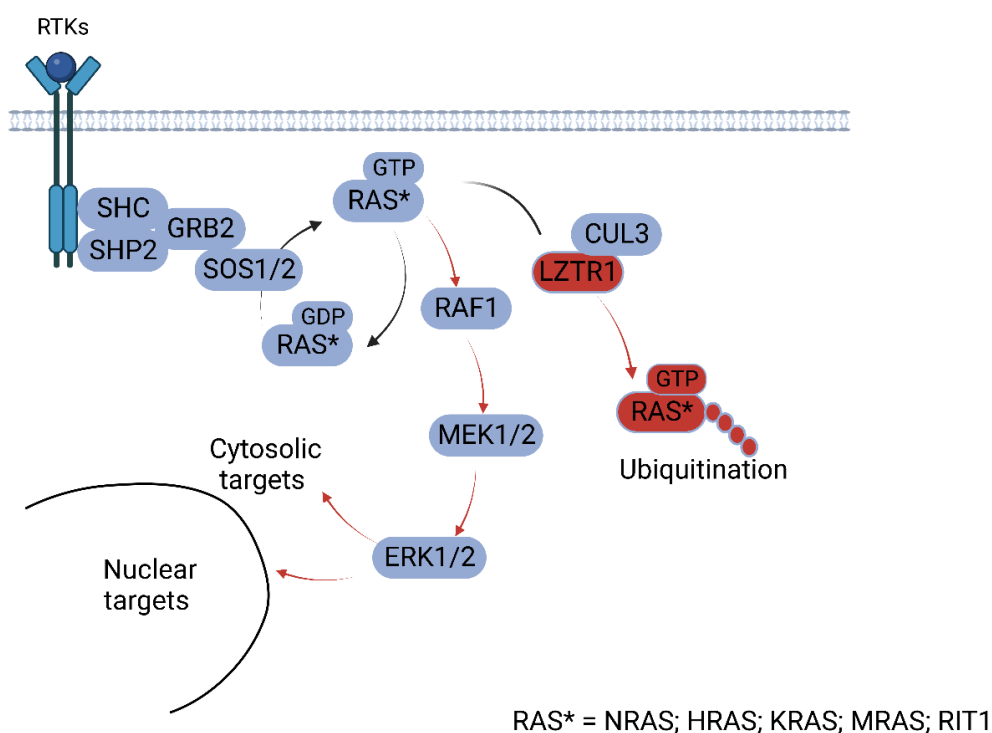 RTKs
GTP
RAS*
SHC
GRB2
SHP2
SOS1/2
CUL3
LZTR1
GDP
RAS*
RAF1
GTP
RAS*
MEK1/2
Ubiquitination
Cytosolic
targets
ERK1/2
Nuclear
targets
RAS* = NRAS; HRAS; KRAS; MRAS; RIT1